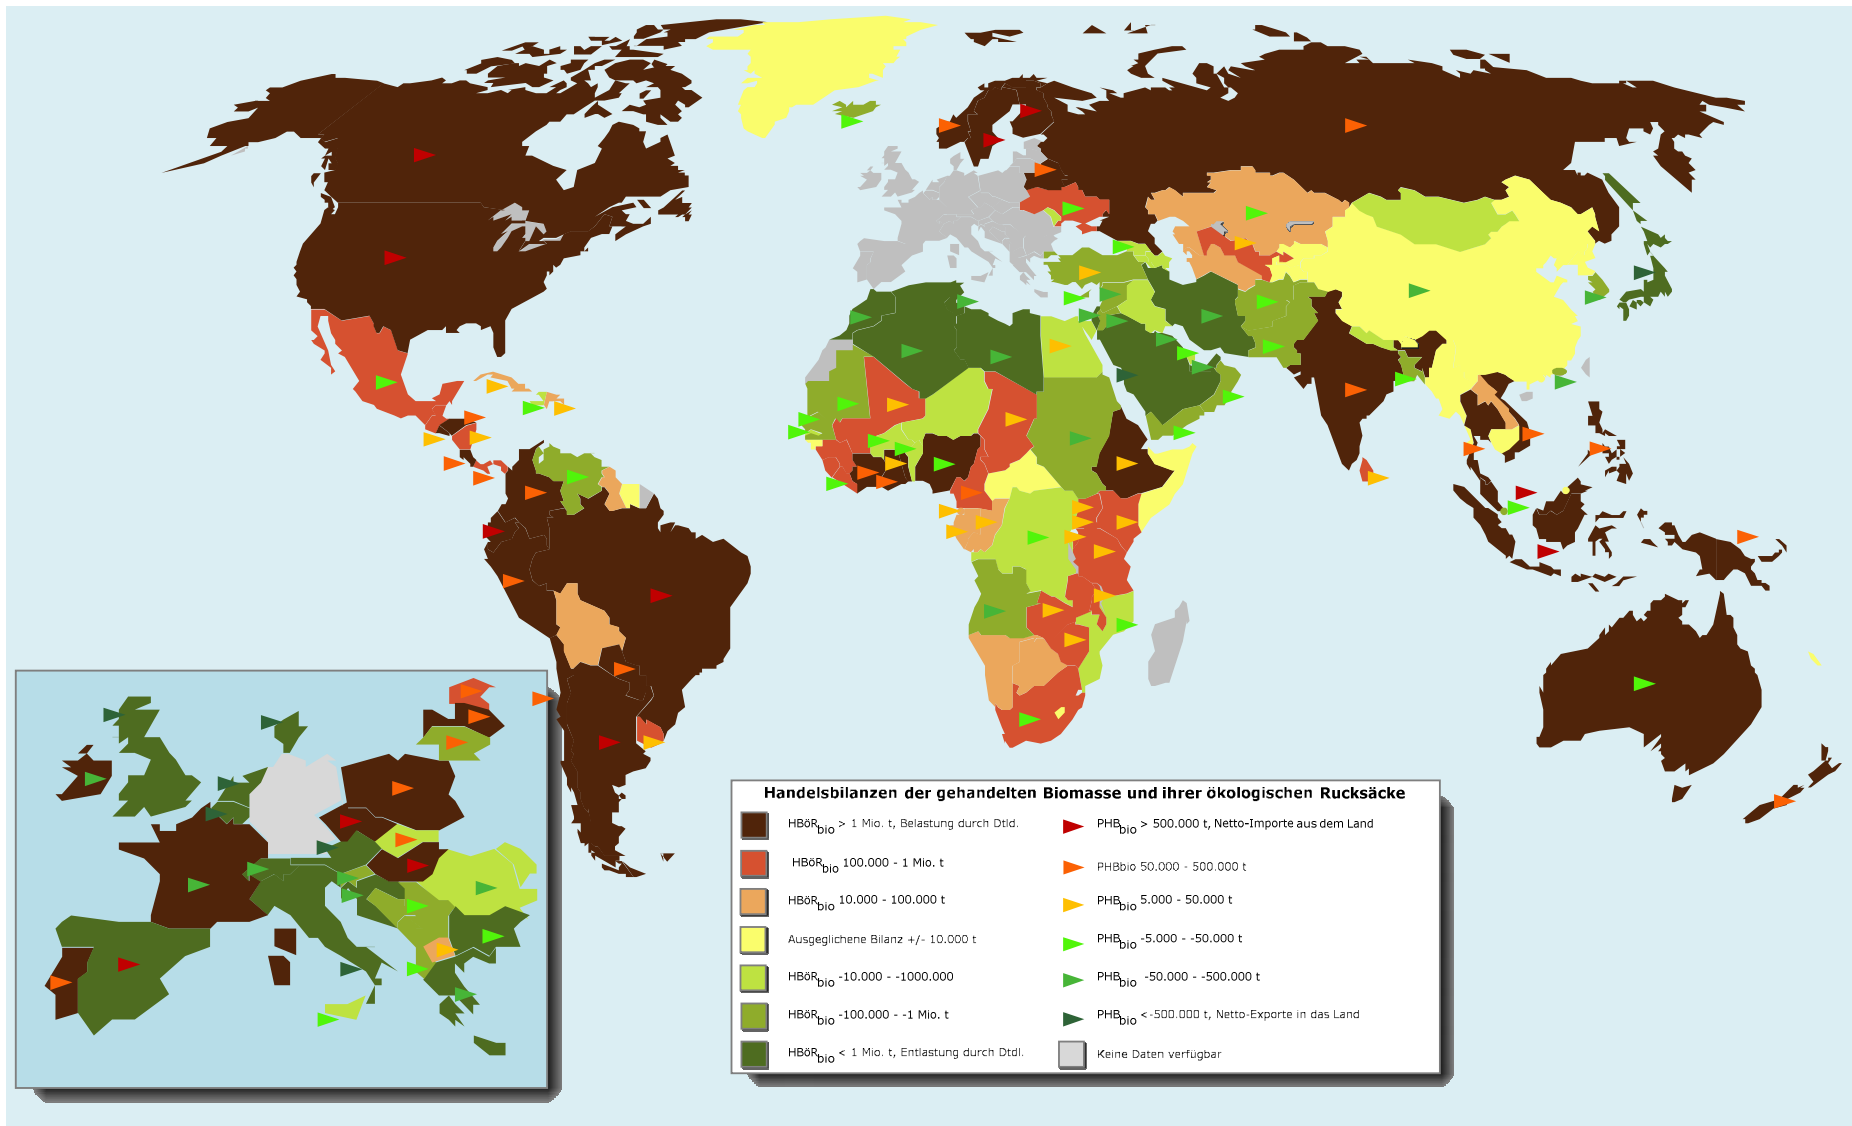 Handelsbilanzen der gehandelten Biomasse und ihrer ökologischen Rucksäcke
HBöRbio > 1 Mio. t, Belastung durch Dtld.
HBöRbio 100.000 - 1 Mio. t
HBöRbio 10.000 - 100.000 t
Ausgeglichene Bilanz +/- 10.000 t
HBöRbio -10.000 - -1000.000
HBöRbio -100.000 - -1 Mio. t
HBöRbio < 1 Mio. t, Entlastung durch Dtdl.
PHBbio > 500.000 t, Netto-Importe aus dem Land
PHBbio 50.000 - 500.000 t
PHBbio 5.000 - 50.000 t
PHBbio -5.000 - -50.000 t
PHBbio -50.000 - -500.000 t
PHBbio <-500.000 t, Netto-Exporte in das Land
Keine Daten verfügbar